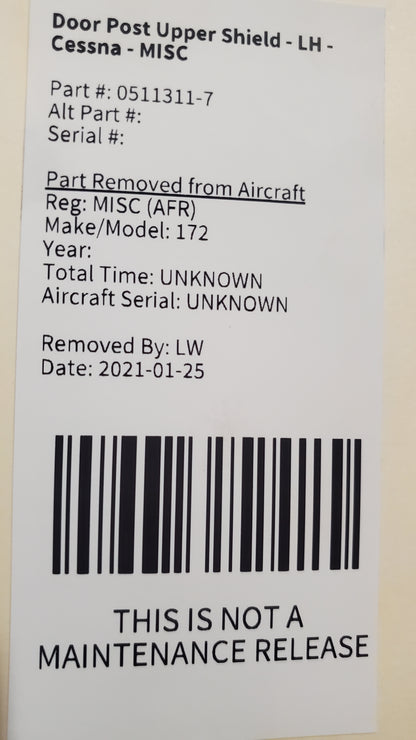 Door Post Upper Shield - LH -
Cessna - MISC
Part #: 0511311-7
Alt Part #:
Serial #:
Part Removed from Aircraft
Reg: MISC (AFR)
Make/Model: 172
Year:
Total Time: UNKNOWN
Aircraft Serial: UNKNOWN
Removed By: LW
Date: 2021-01-25
THIS IS NOT A
MAINTENANCE RELEASE